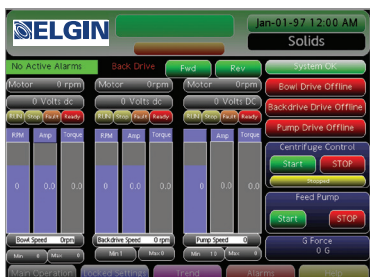 ELGIN
Jan-01-97 12:00 AM
Solids
No Active Alarms
Back Drive
Fwd
Rev
System OK
Motor 0rpm
Motor 0 rpm
Motor 0rpm
Bowl Drive Offline
0 Volts dc
0 Volts dc
0 Volts DC
Backdrive Drive Offline
RUN Stop Fault Ready
RUN Stop Fault Ready
RUN Stop Fault Ready
Pump Drive Offline
RPM Amp Torque
RPM Amp Torque
RPM Amp Torque
Centrifuge Control
Start STOP
Stopped
0 0.0 0.0
0 0.0 0.0
0 0.0 0.0
Feed Pump
Start STOP
Bowl Speed 0rpm
Backdrive Speed 0 rpm
Pump Speed 0
G Force
0 G
Min 0 Max 0
Min 1 Max 0
Min 10 Max 0
Main Operation
Locked Settings
Trend
Alarms
Help